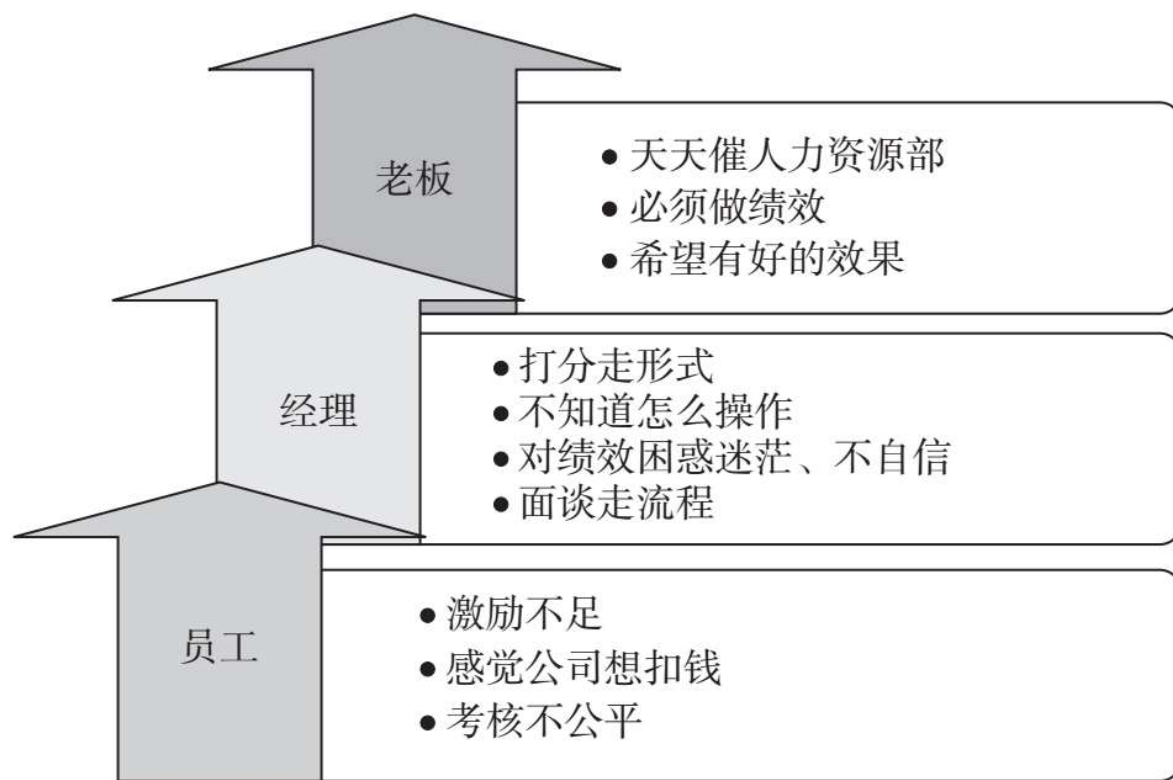 老板
• 天天催人力资源部
• 必须做绩效
• 希望有好的效果
经理
• 打分走形式
• 不知道怎么操作
• 对绩效困惑迷茫、不自信
• 面谈走流程
员工
• 激励不足
• 感觉公司想扣钱
• 考核不公平